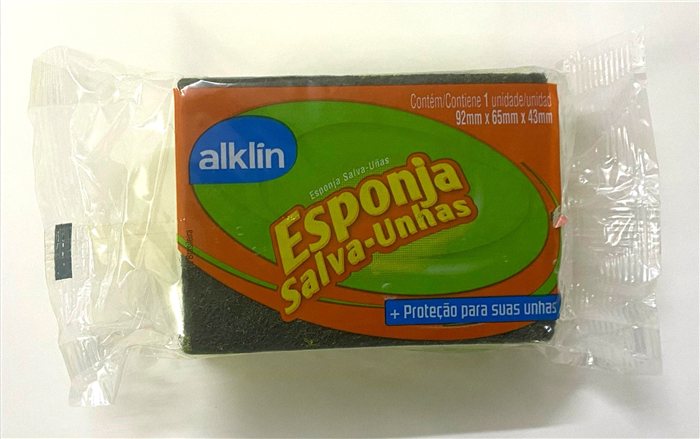 Contém/Contiene 1 unidade/unidad
92mm x 65mm x 43mm
alklin
Esponja Salva-Uñas
Esponja
Salva-Unhas
+ Proteção para suas unhas